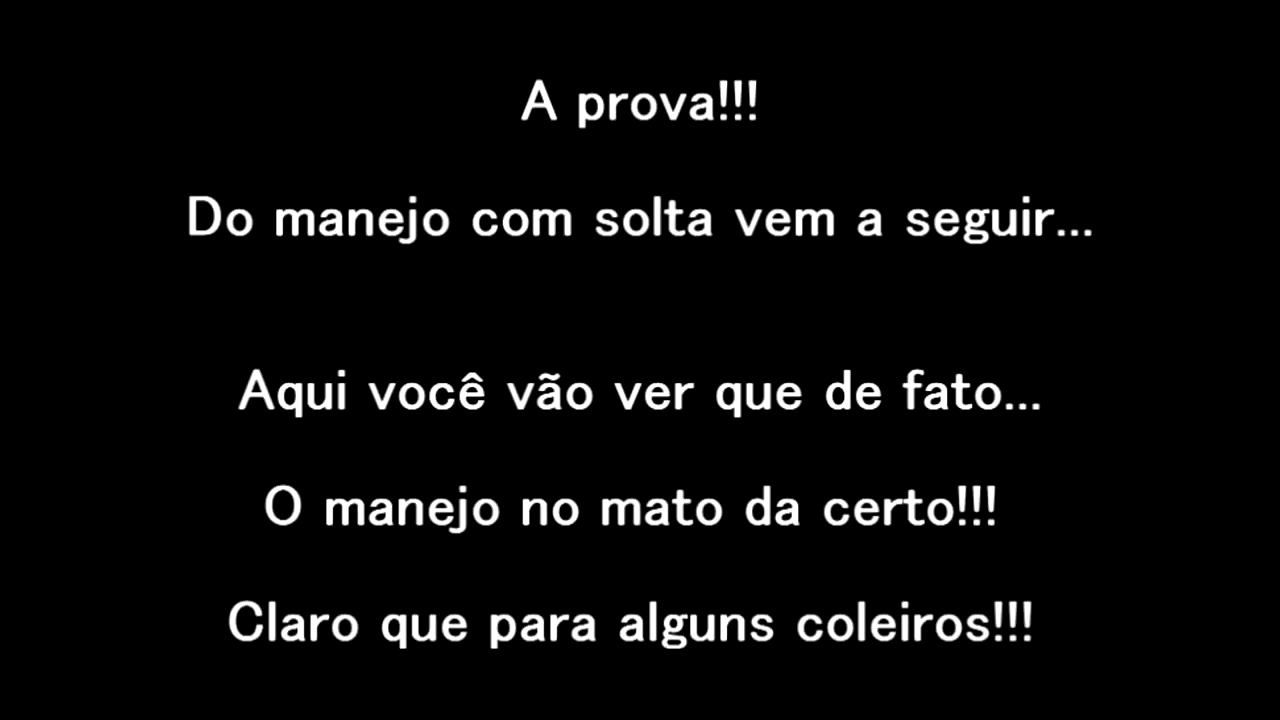 A prova!!!
Do manejo com solta vem a seguir...
Aqui você vão ver que de fato...
O manejo no mato da certo!!!
Claro que para alguns coleiros!!!